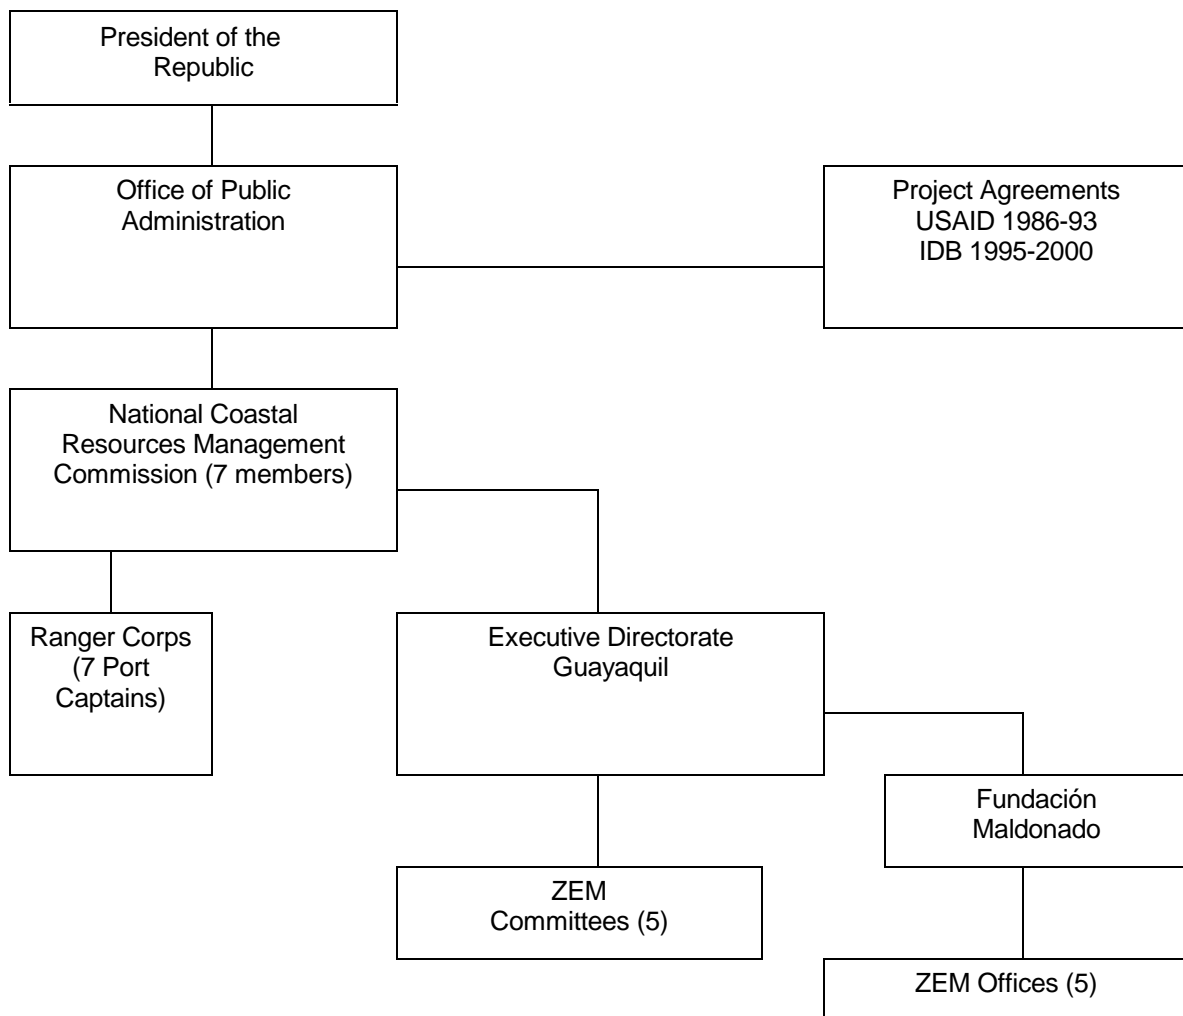 President of the
Republic
Office of Public
Administration
Project Agreements
USAID 1986-93
IDB 1995-2000
National Coastal
Resources Management
Commission (7 members)
Ranger Corps
(7 Port
Captains)
Executive Directorate
Guayaquil
Fundación
Maldonado
ZEM
Committees (5)
ZEM Offices (5)